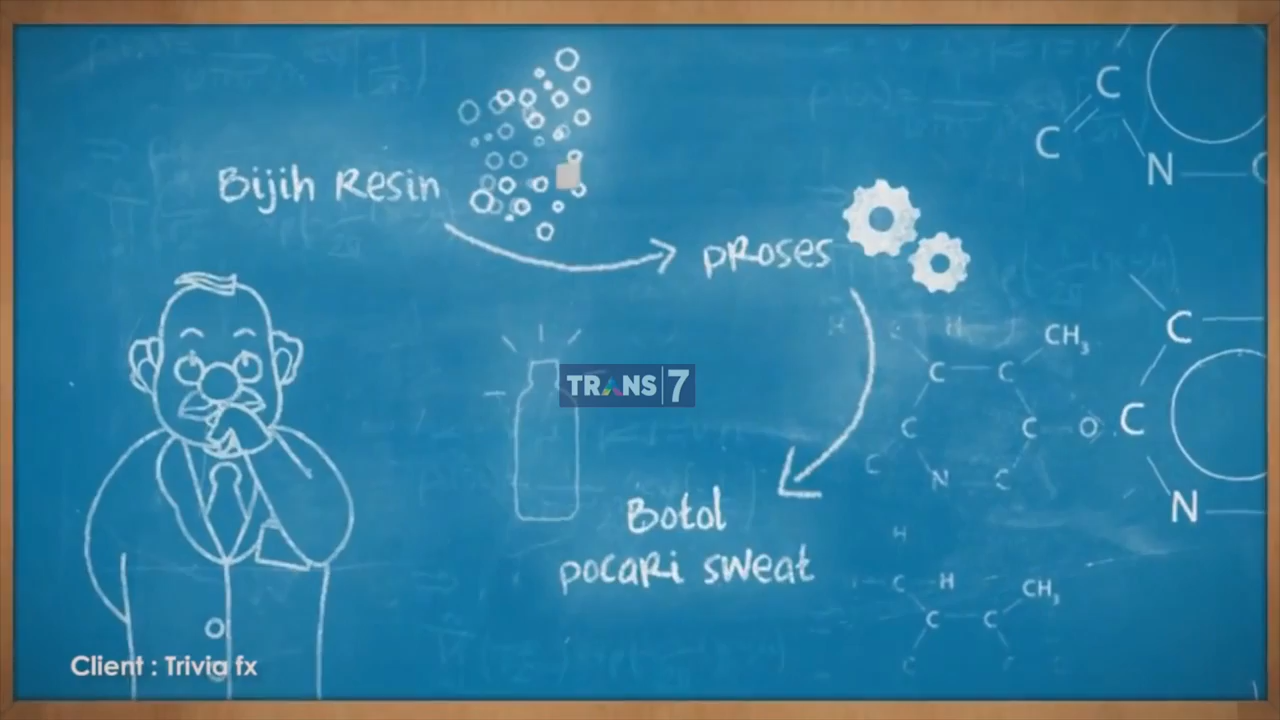 Bijih Resin
proses
TRANS|7
Botol
pocari sweat
Client : Trivia fx
C
C
N
C
CH₃
C
C
C
C
C
O
C
C
N
C
N
H
C
H
CH₃
C
C